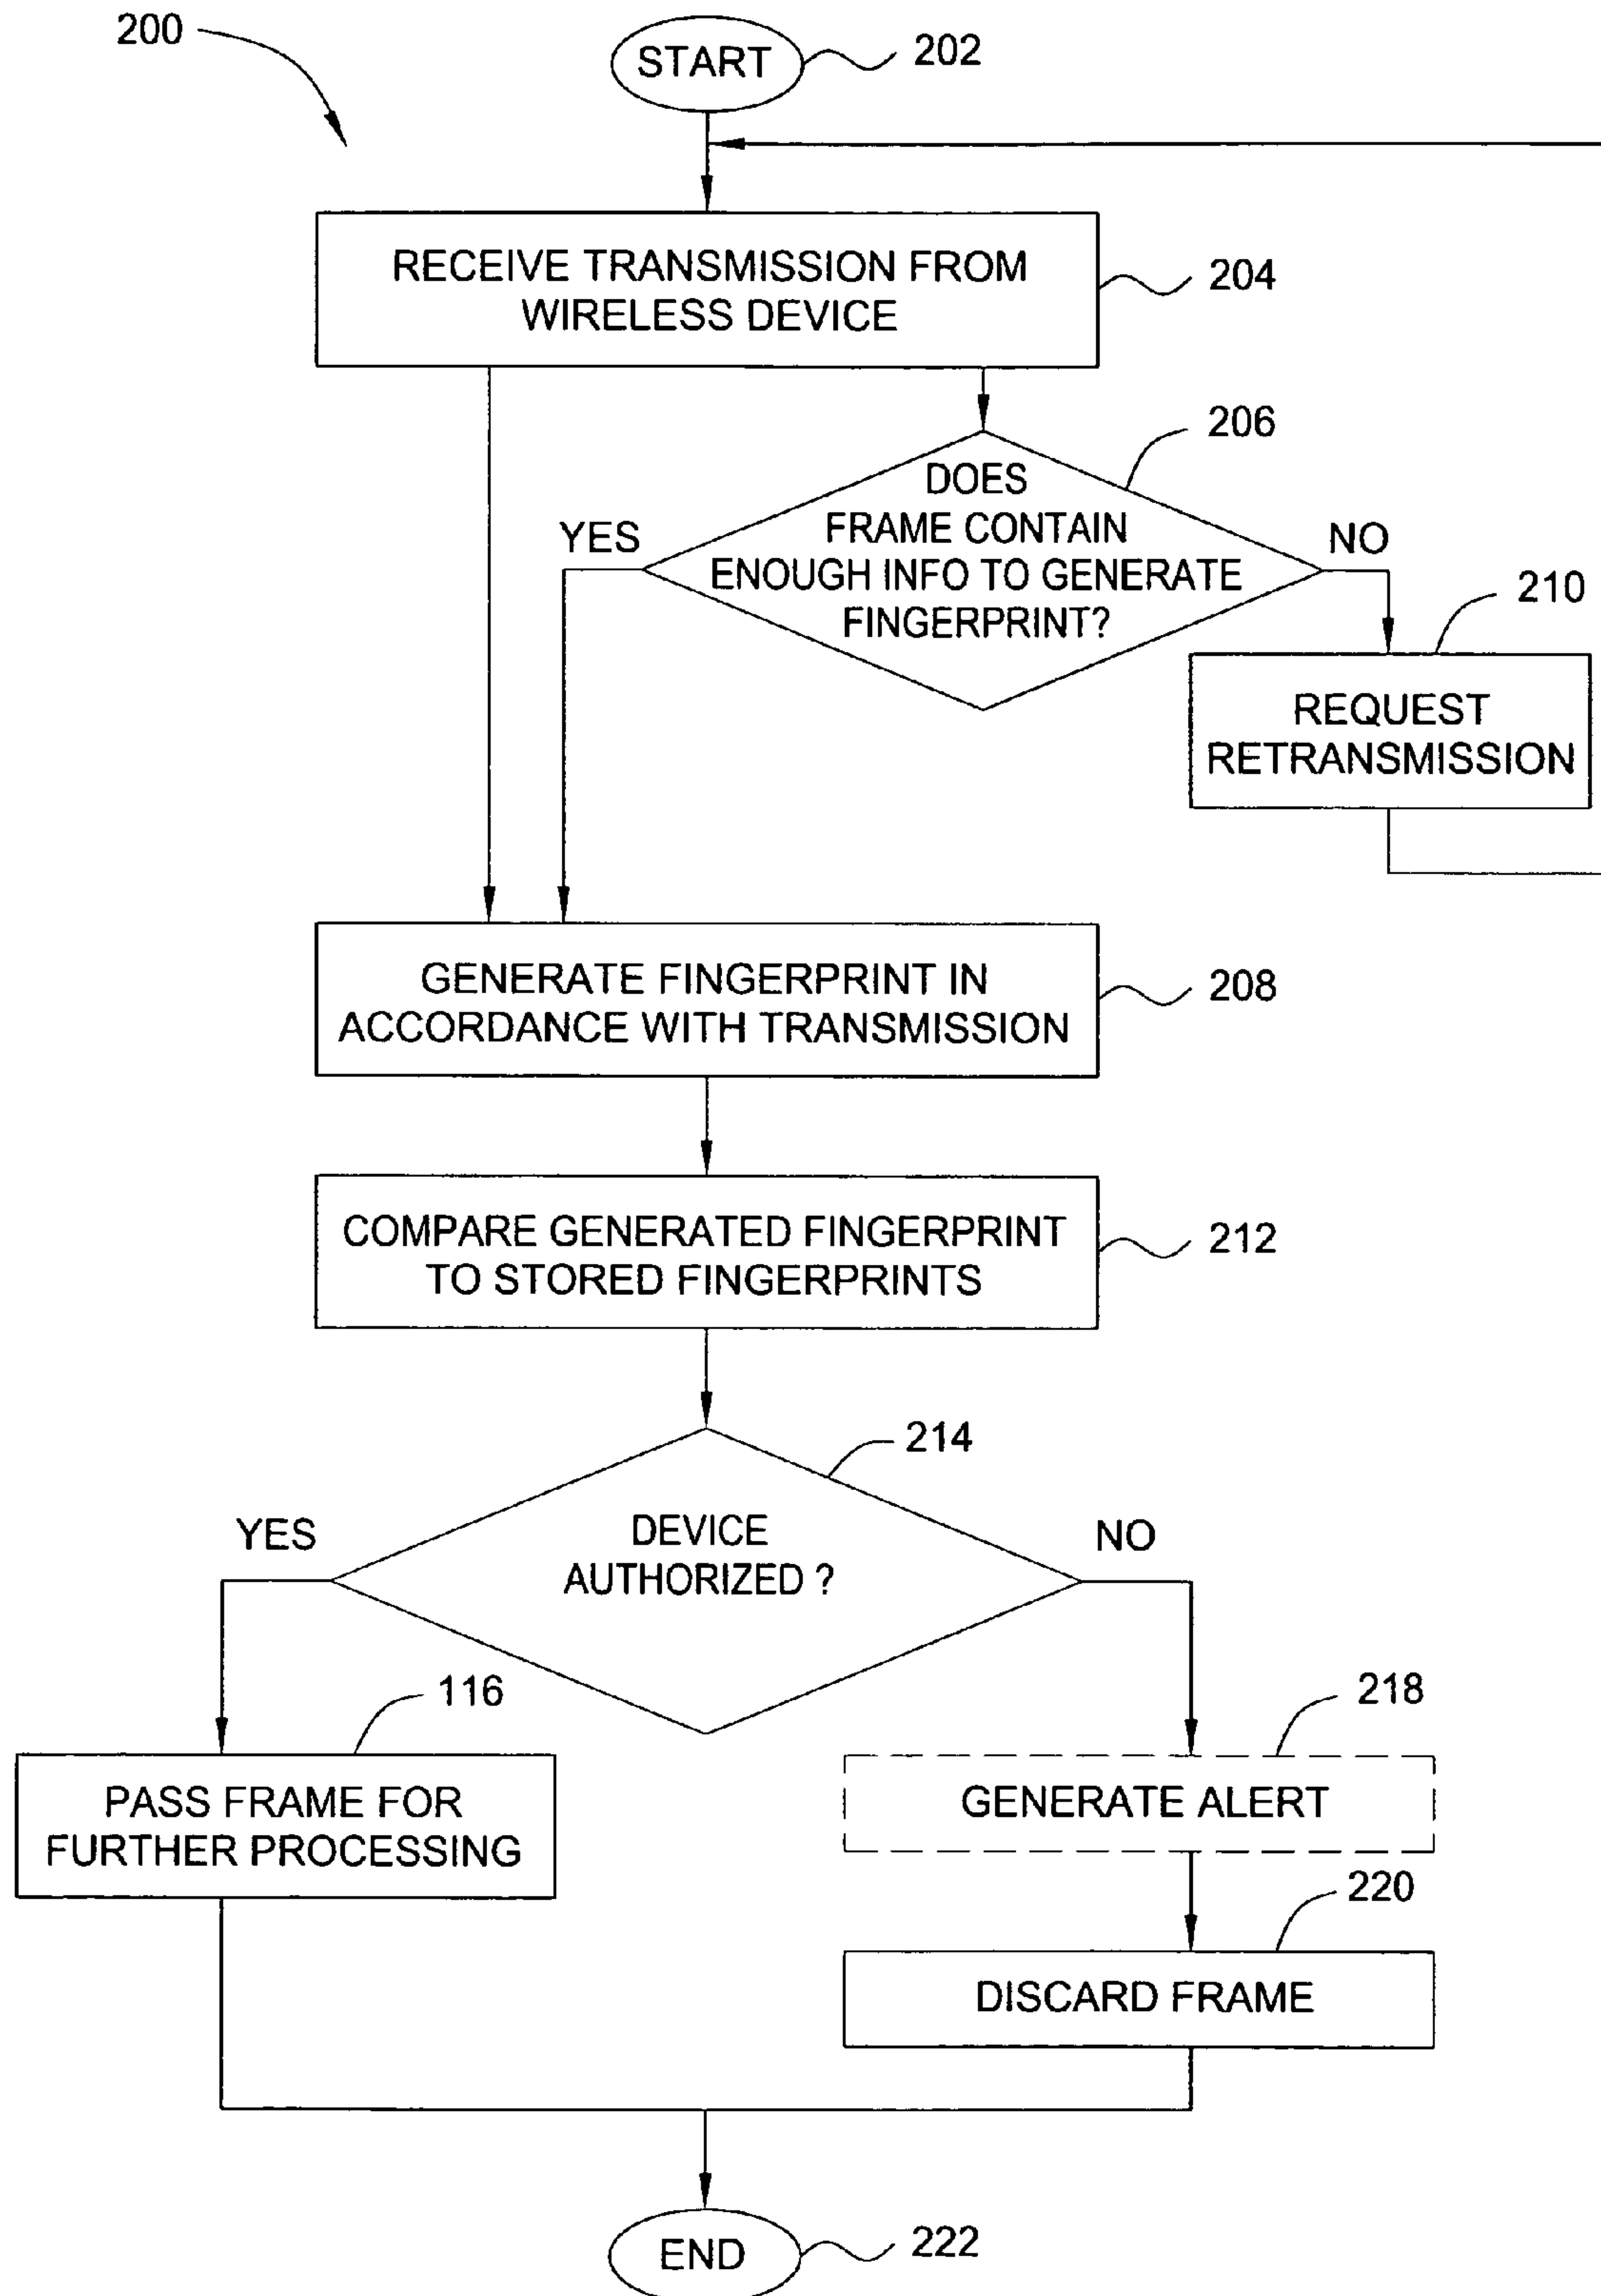 200
START
202
RECEIVE TRANSMISSION FROM
WIRELESS DEVICE
204
206
DOES
FRAME CONTAIN
ENOUGH INFO TO GENERATE
FINGERPRINT?
YES
NO
210
REQUEST
RETRANSMISSION
GENERATE FINGERPRINT IN
ACCORDANCE WITH TRANSMISSION
208
COMPARE GENERATED FINGERPRINT
TO STORED FINGERPRINTS
212
214
DEVICE
AUTHORIZED ?
YES
NO
116
PASS FRAME FOR
FURTHER PROCESSING
218
GENERATE ALERT
220
DISCARD FRAME
END
222